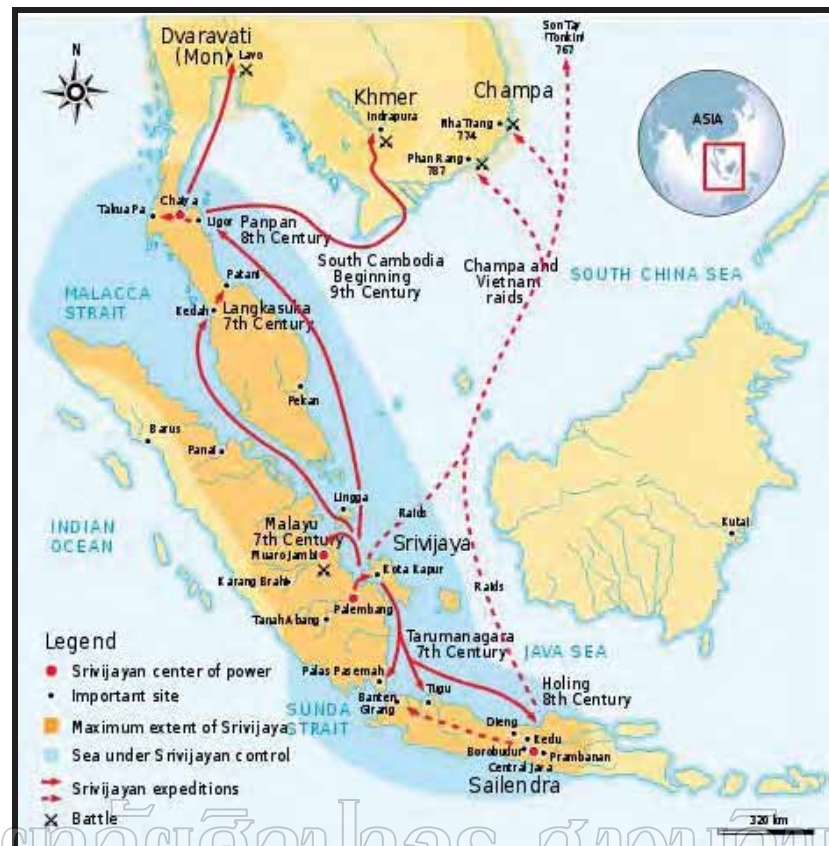 Dvaravati
(Mon)
Lavo
Son Tay
(Tonkin)
767
N
Khmer
Indrapura
Champa
Nha Trang
774
Phan Rang
787
ASIA
Takua Pa
Chaiya
Ligor
Panpan
8th Century
South Cambodia
Beginning
9th Century
Champa and
Vietnam
raids
SOUTH CHINA SEA
MALACCA
STRAIT
Patani
Kedah
Langkasuka
7th Century
Pekan
Barus
Panai
Lingga
Raids
INDIAN
OCEAN
Malayu
7th Century
Muaro Jambi
Srivijaya
Kota Kapur
Kutai
Karang Brahi
Raids
Palembang
Tanah Abang
Tarumanagara
7th Century
JAVA SEA
Palas Pasemah
Tugu
Holing
8th Century
SUNDA
STRAIT
Banten
Girang
Dieng
Kedu
Borobudur
Prambanan
Central Java
Sailendra
Legend
Srivijayan center of power
Important site
Maximum extent of Srivijaya
Sea under Srivijayan control
Srivijayan expeditions
Battle
320 km